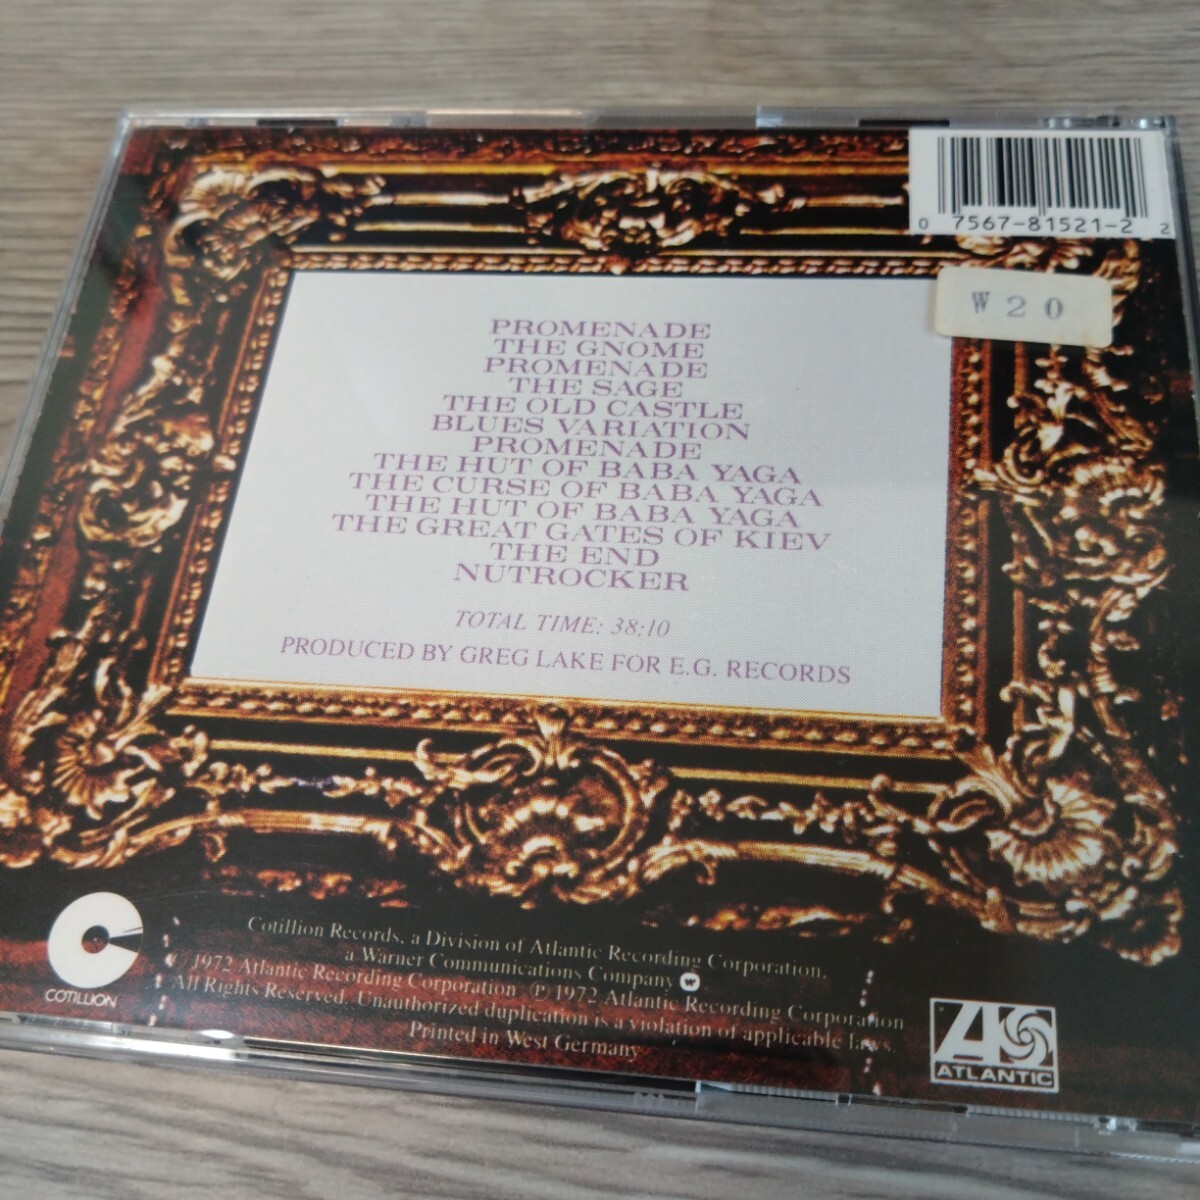 0 7567-81521-2 2
W20
PROMENADE
THE GNOME
PROMENADE
THE SAGE
THE OLD CASTLE
BLUES VARIATION
PROMENADE
THE HUT OF BABA YAGA
THE CURSE OF BABA YAGA
THE HUT OF BABA YAGA
THE GREAT GATES OF KIEV
THE END
NUTROCKER
TOTAL TIME: 38:10
PRODUCED BY GREG LAKE FOR E.G. RECORDS
COTILLION
Cotillion Records, a Division of Atlantic Recording Corporation,
a Warner Communications Company
© 1972 Atlantic Recording Corporation ℗ 1972 Atlantic Recording Corporation
All Rights Reserved. Unauthorized duplication is a violation of applicable laws.
Printed in West Germany
ATLANTIC